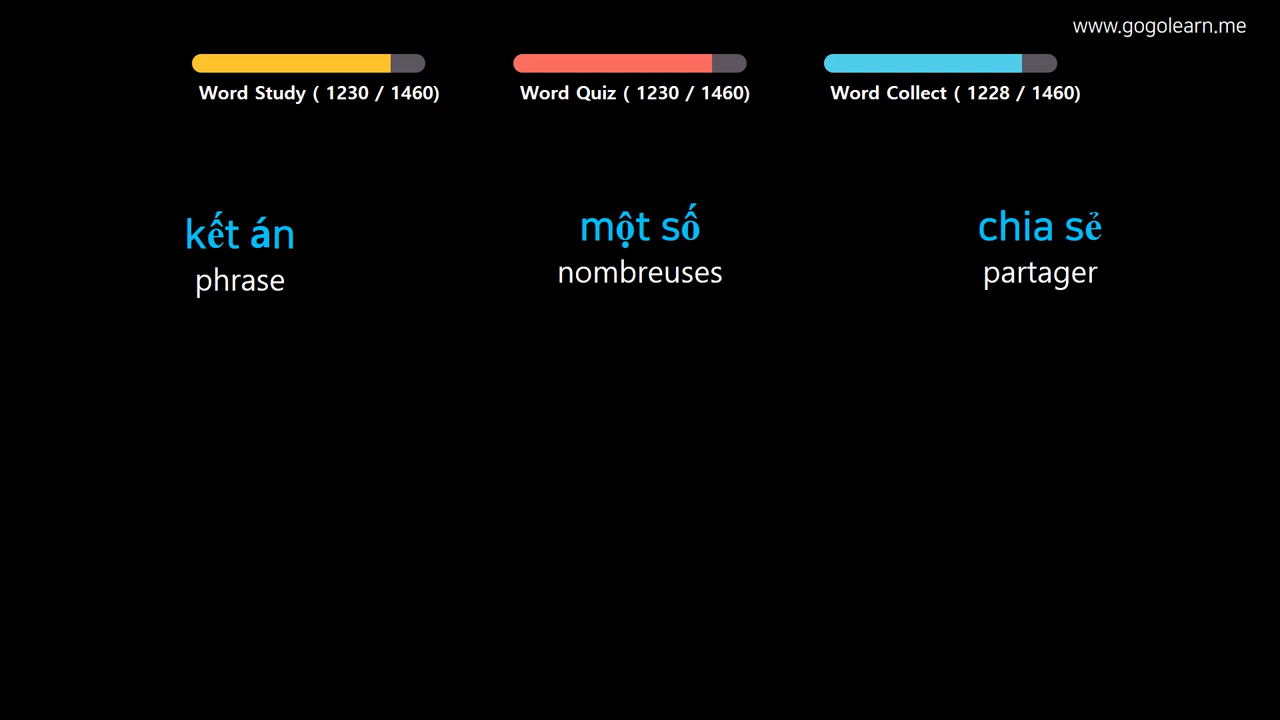 www.gogolearn.me
Word Study ( 1230 / 1460)
Word Quiz ( 1230 / 1460)
Word Collect ( 1228 / 1460)
kết án
phrase
một số
nombreuses
chia sẻ
partager